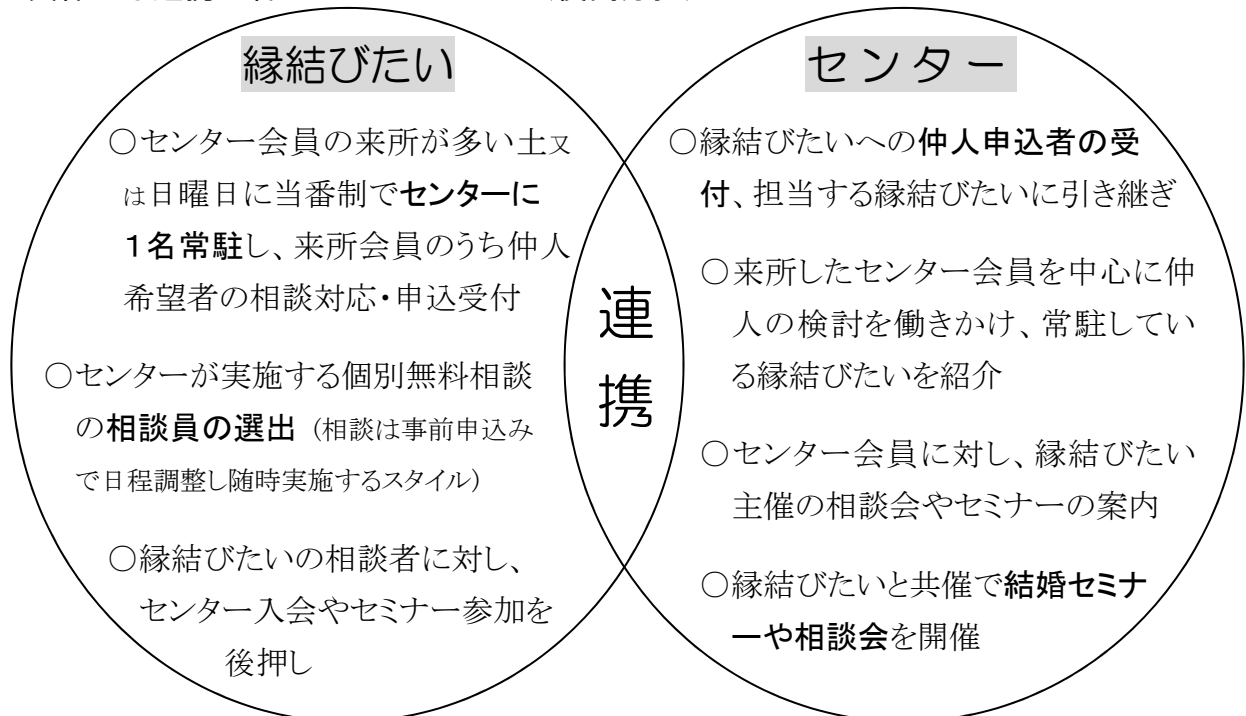 縁結びたい
○センター会員の来所が多い土又
は日曜日に当番制でセンターに
1名常駐し、来所会員のうち仲人
希望者の相談対応・申込受付
○センターが実施する個別無料相談
の相談員の選出（相談は事前申込み
で日程調整し随時実施するスタイル）
○縁結びたいの相談者に対し、
センター入会やセミナー参加を
後押し
連
携
センター
○縁結びたいへの仲人申込者の受
付、担当する縁結びたいに引き継ぎ
○来所したセンター会員を中心に仲
人の検討を働きかけ、常駐してい
る縁結びたいを紹介
○センター会員に対し、縁結びたい
主催の相談会やセミナーの案内
○縁結びたいと共催で結婚セミナ
ーや相談会を開催